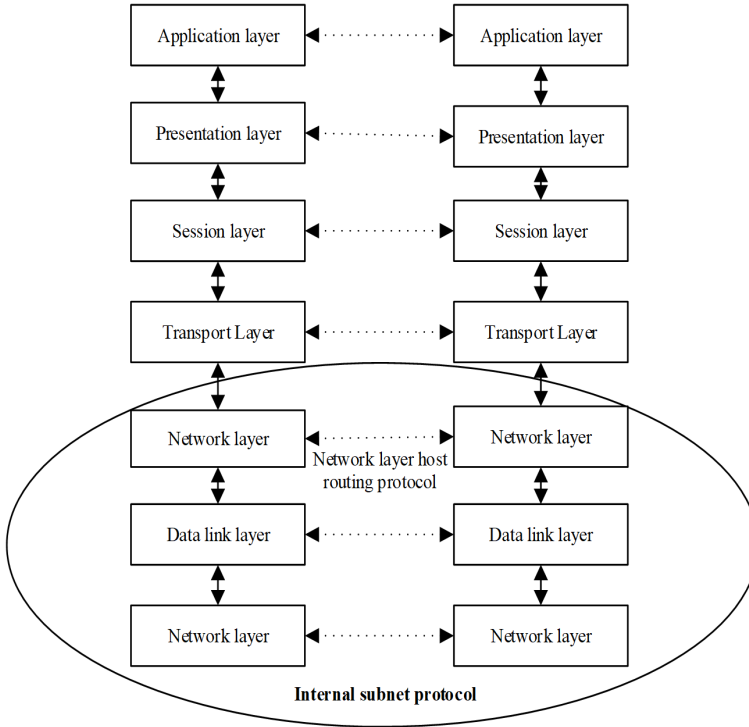 Application layer
Application layer
Presentation layer
Presentation layer
Session layer
Session layer
Transport Layer
Transport Layer
Network layer
Network layer
Network layer host
routing protocol
Data link layer
Data link layer
Network layer
Network layer
Internal subnet protocol